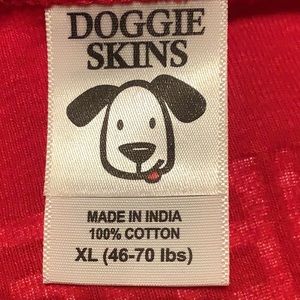 DOGGIE
SKINS
MADE IN INDIA
100% COTTON
XL (46-70 lbs)